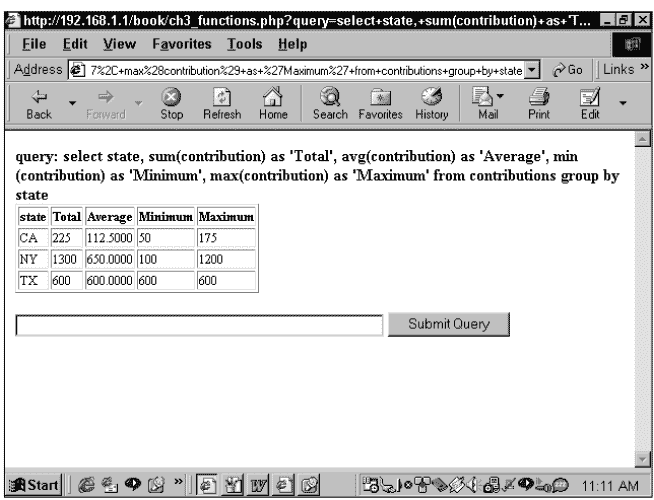 http://192.168.1.1/book/ch3_functions.php?query=select+state,+sum(contribution)+as+'T...
File Edit View Favorites Tools Help
Address 7%2C+max%28contribution%29+as+%27Maximum%27+from+contributions+group+by+state Go Links »
Back Forward Stop Refresh Home Search Favorites History Mail Print Edit
query: select state, sum(contribution) as 'Total', avg(contribution) as 'Average', min
(contribution) as 'Minimum', max(contribution) as 'Maximum' from contributions group by
state
state Total Average Minimum Maximum
CA 225 112.5000 50 175
NY 1300 650.0000 100 1200
TX 600 600.0000 600 600
Submit Query
Start » 11:11 AM